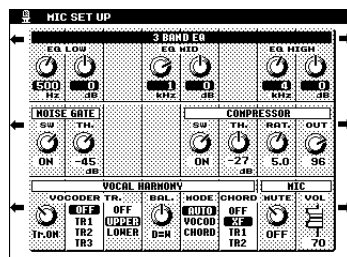 MIC SET UP
3 BAND EQ
EQ LOW EQ MID EQ HIGH
500 0 1 0 4 0
Hz dB kHz dB kHz dB
NOISE GATE COMPRESSOR
SW TH. SW TH. RAT. OUT
ON -45 ON -27 5.0 96
dB dB
VOCAL HARMONY MIC
VOCODER TR. BAL. MODE CHORD MUTE VOL
OFF OFF AUTO OFF
TR1 UPPER VOCOD XF
TR2 LOWER CHORD TR1
Tr.ON TR3 D=W TR2 OFF 70